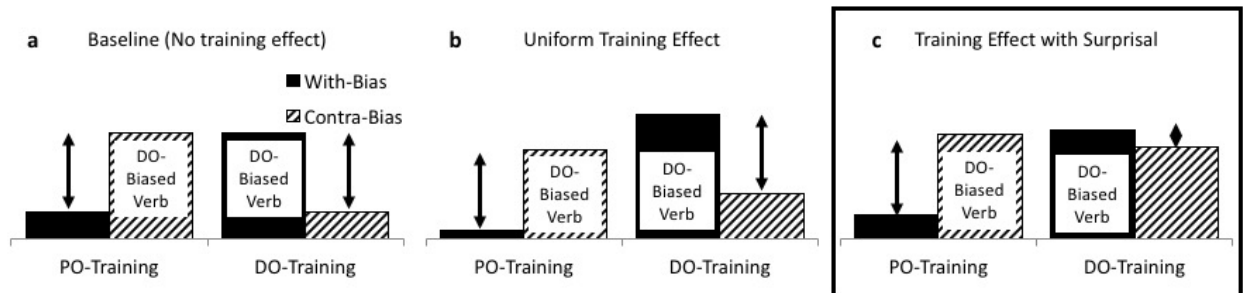 a Baseline (No training effect)
With-Bias
Contra-Bias
DO-
Biased
Verb
DO-
Biased
Verb
PO-Training DO-Training
b Uniform Training Effect
DO-
Biased
Verb
DO-
Biased
Verb
PO-Training DO-Training
c Training Effect with Surprisal
DO-
Biased
Verb
DO-
Biased
Verb
PO-Training DO-Training